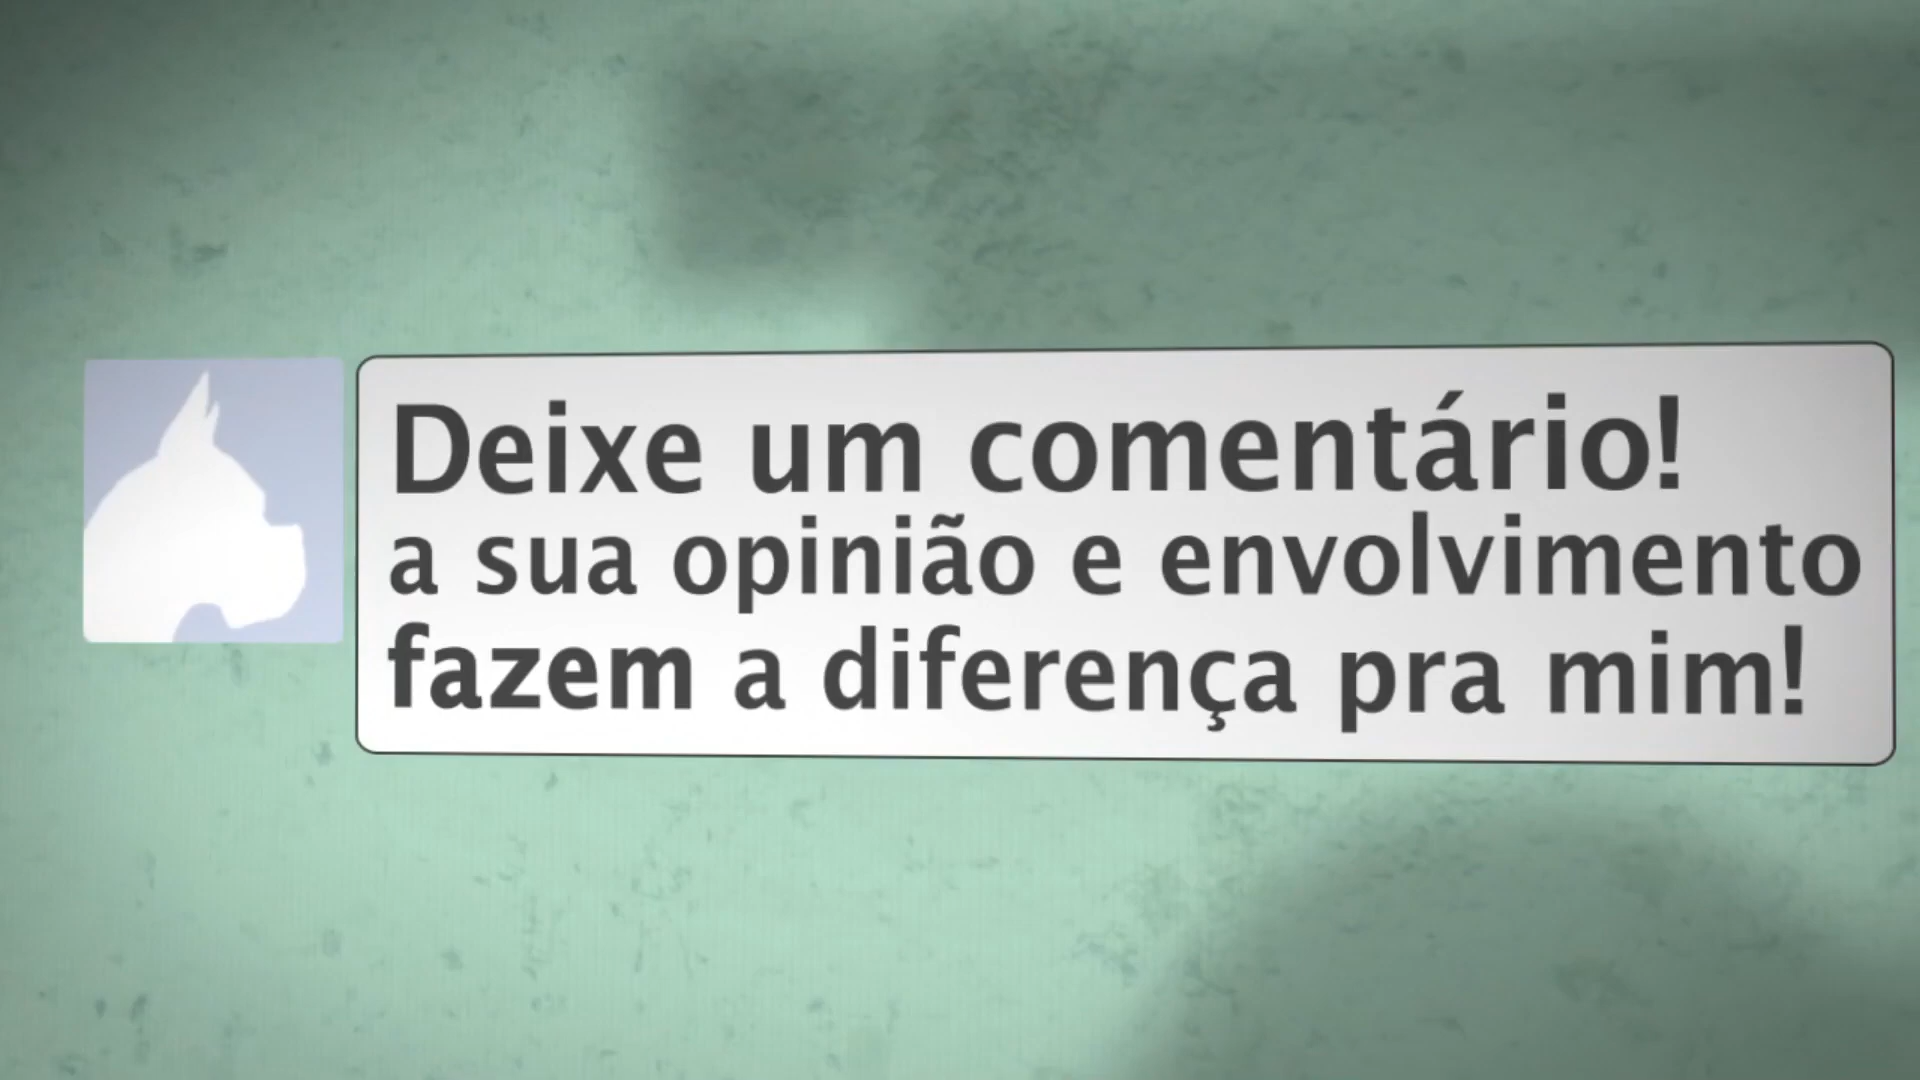 Deixe um comentário!
a sua opinião e envolvimento
fazem a diferença pra mim!